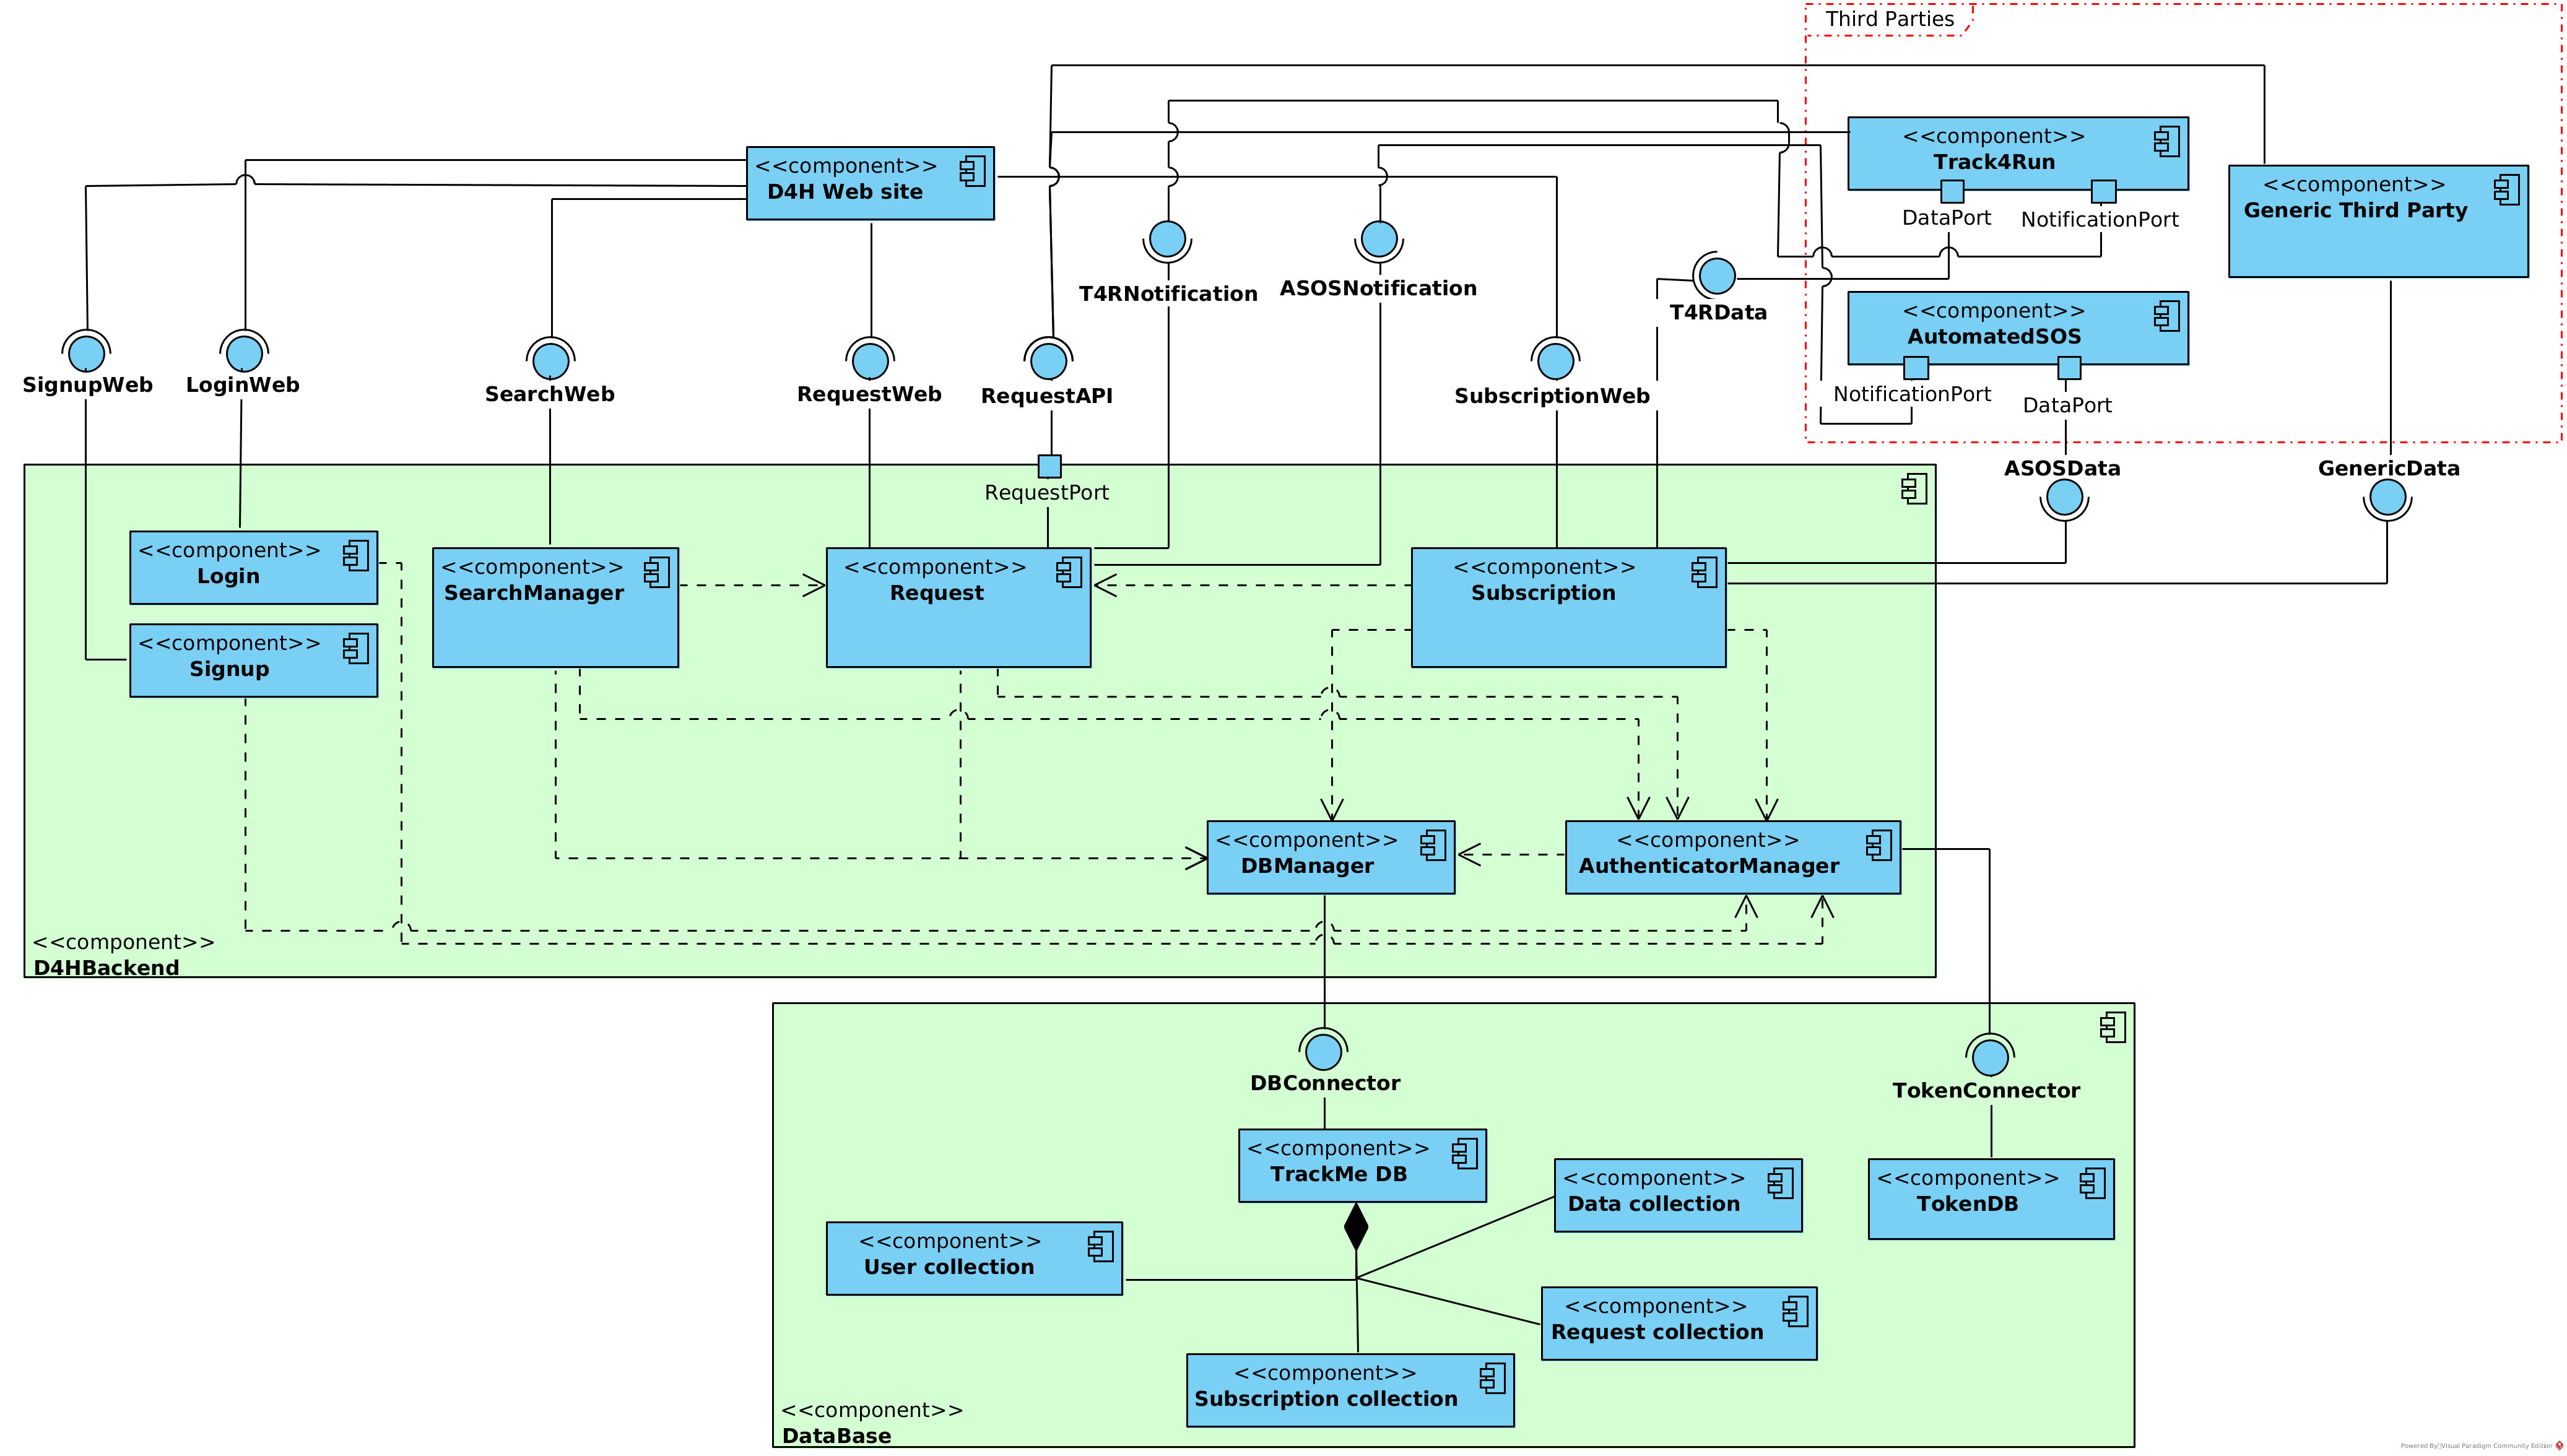 Third Parties
<<component>>
Track4Run
DataPort
NotificationPort
<<component>>
Generic Third Party
<<component>>
D4H Web site
T4RNotification
ASOSNotification
T4RData
<<component>>
AutomatedSOS
NotificationPort
DataPort
SignupWeb
LoginWeb
SearchWeb
RequestWeb
RequestAPI
SubscriptionWeb
ASOSData
GenericData
RequestPort
<<component>>
Login
<<component>>
SearchManager
<<component>>
Request
<<component>>
Subscription
<<component>>
Signup
<<component>>
DBManager
<<component>>
AuthenticatorManager
<<component>>
D4HBackend
DBConnector
TokenConnector
<<component>>
TrackMe DB
<<component>>
Data collection
<<component>>
TokenDB
<<component>>
User collection
<<component>>
Request collection
<<component>>
Subscription collection
<<component>>
DataBase
Powered By Visual Paradigm Community Edition